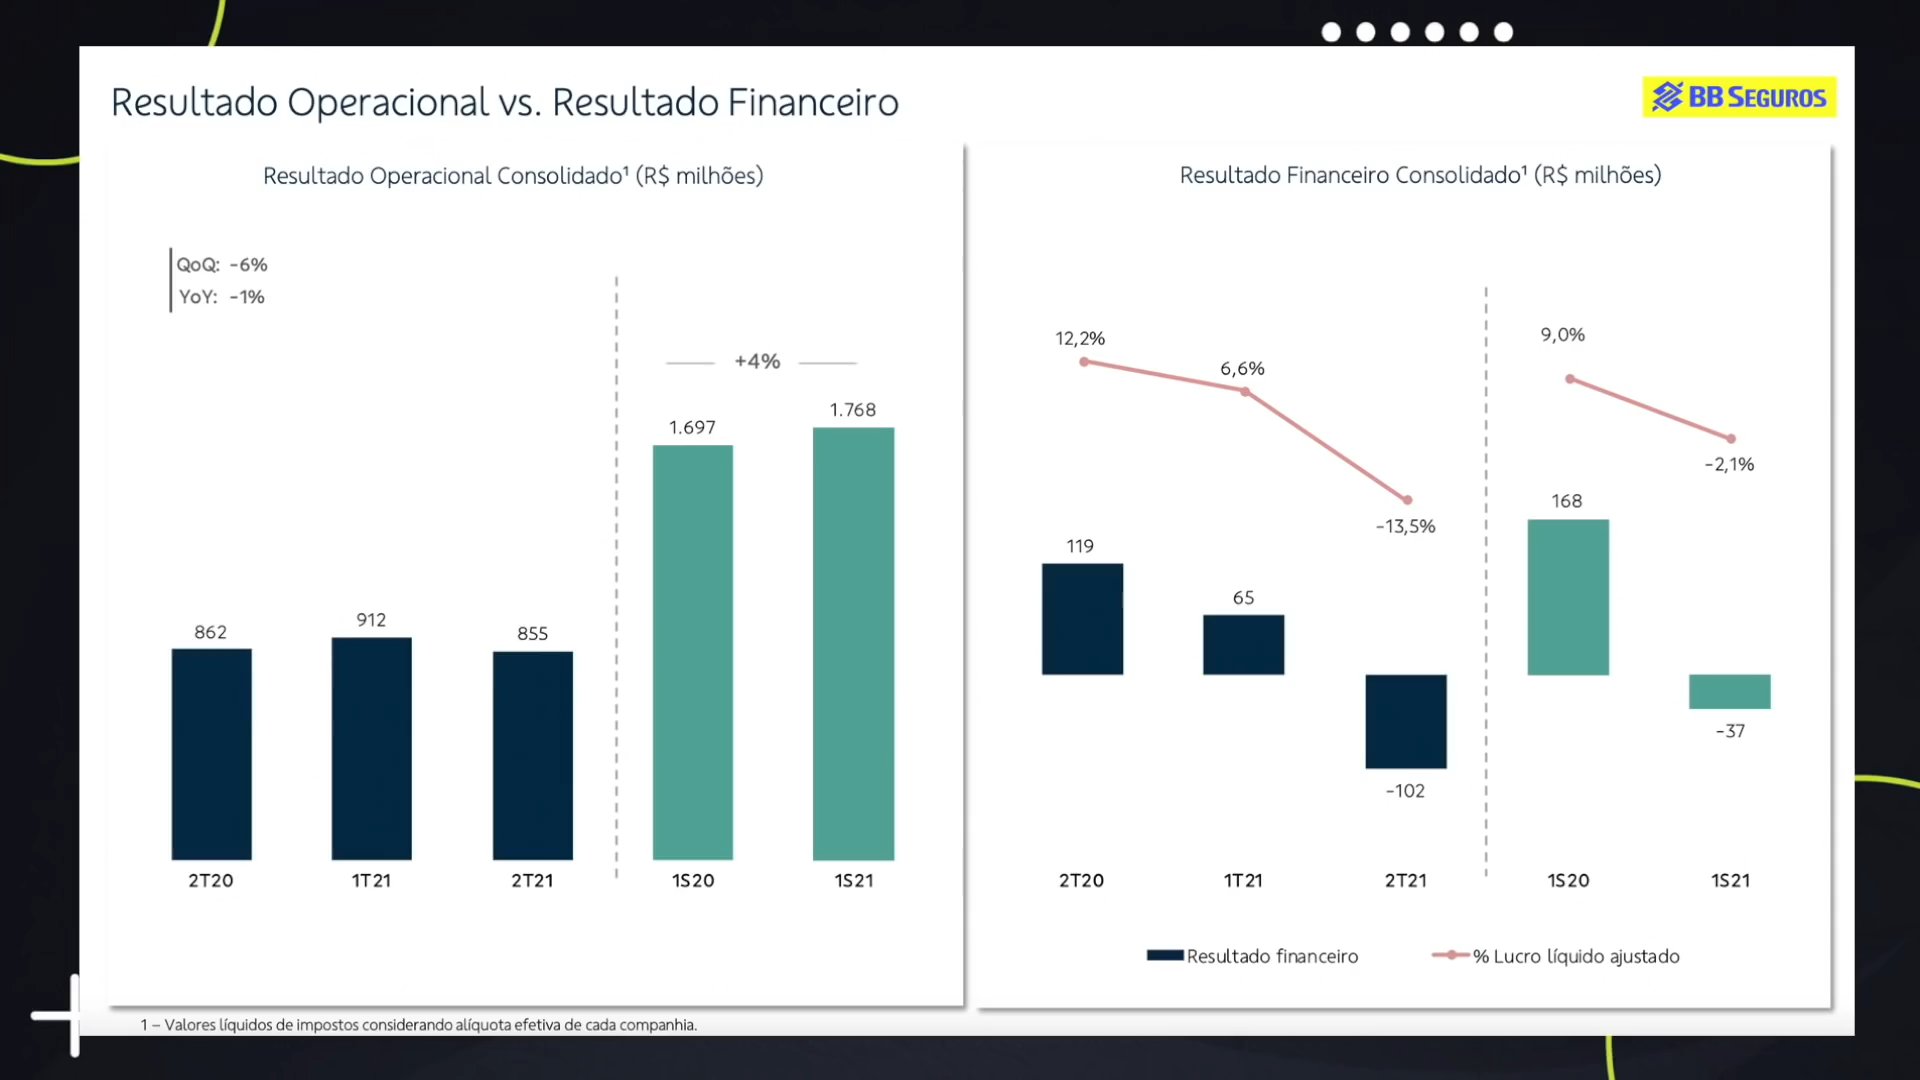 Resultado Operacional vs. Resultado Financeiro
BB SEGUROS
Resultado Operacional Consolidado¹ (R$ milhões)
QoQ: -6%
YoY: -1%
+4%
862
912
855
1.697
1.768
2T20
1T21
2T21
1S20
1S21
Resultado Financeiro Consolidado¹ (R$ milhões)
12,2%
6,6%
-13,5%
9,0%
-2,1%
119
65
-102
168
-37
2T20
1T21
2T21
1S20
1S21
Resultado financeiro
% Lucro líquido ajustado
1 – Valores líquidos de impostos considerando alíquota efetiva de cada companhia.